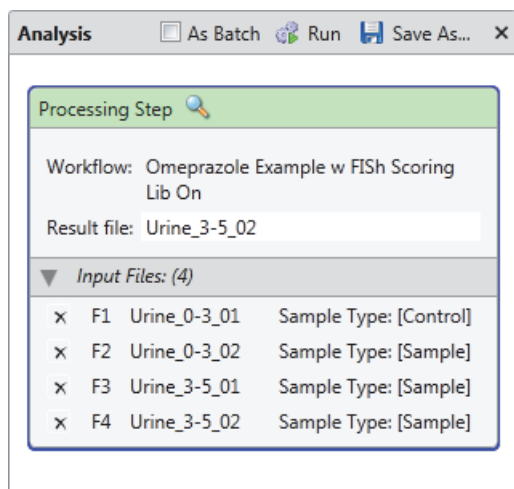 Analysis As Batch Run Save As...
Processing Step
Workflow: Omeprazole Example w FISh Scoring
Lib On
Result file: Urine_3-5_02
Input Files: (4)
F1 Urine_0-3_01 Sample Type: [Control]
F2 Urine_0-3_02 Sample Type: [Sample]
F3 Urine_3-5_01 Sample Type: [Sample]
F4 Urine_3-5_02 Sample Type: [Sample]